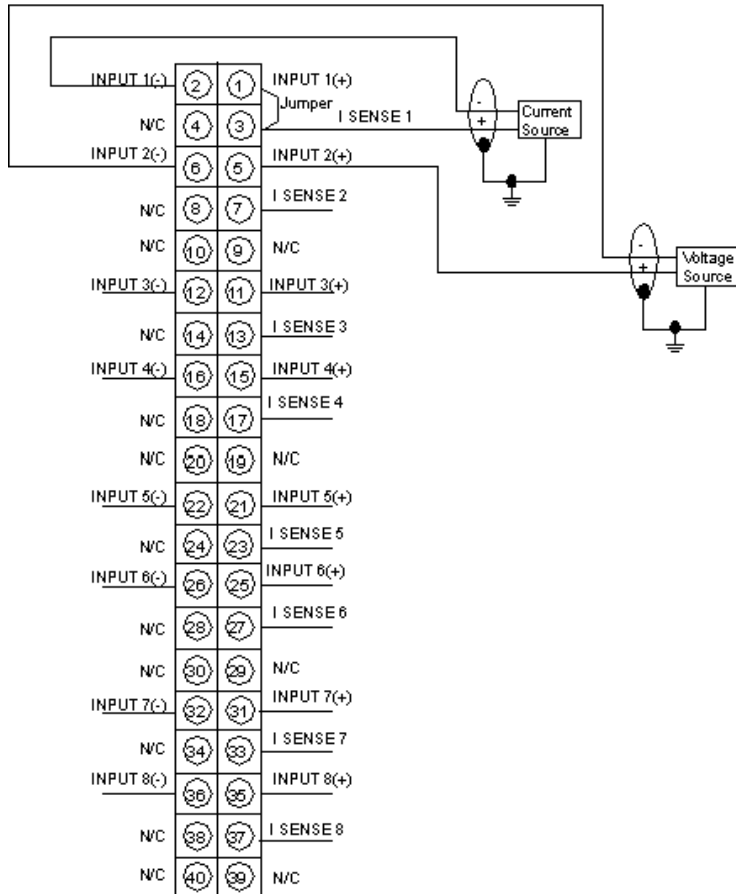 INPUT 1(-) 2 1 INPUT 1(+)
Jumper
N/C 4 3 I SENSE 1
- + Current Source
INPUT 2(-) 6 5 INPUT 2(+)
N/C 8 7 I SENSE 2
N/C 10 9 N/C
- + Voltage Source
INPUT 3(-) 12 11 INPUT 3(+)
N/C 14 13 I SENSE 3
INPUT 4(-) 16 15 INPUT 4(+)
N/C 18 17 I SENSE 4
N/C 20 19 N/C
INPUT 5(-) 22 21 INPUT 5(+)
N/C 24 23 I SENSE 5
INPUT 6(-) 26 25 INPUT 6(+)
N/C 28 27 I SENSE 6
N/C 30 29 N/C
INPUT 7(-) 32 31 INPUT 7(+)
N/C 34 33 I SENSE 7
INPUT 8(-) 36 35 INPUT 8(+)
N/C 38 37 I SENSE 8
N/C 40 39 N/C